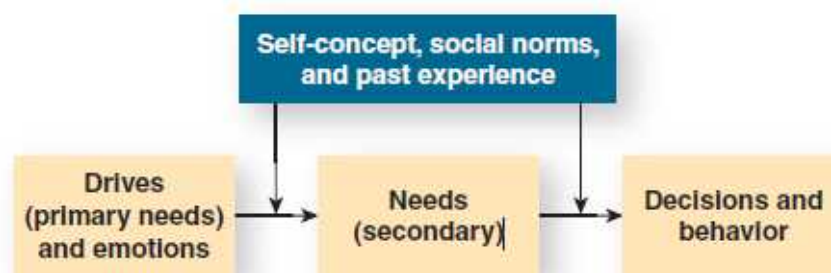 Self-concept, social norms,
and past experience
Drives
(primary needs)
and emotions
Needs
(secondary)
Decisions and
behavior